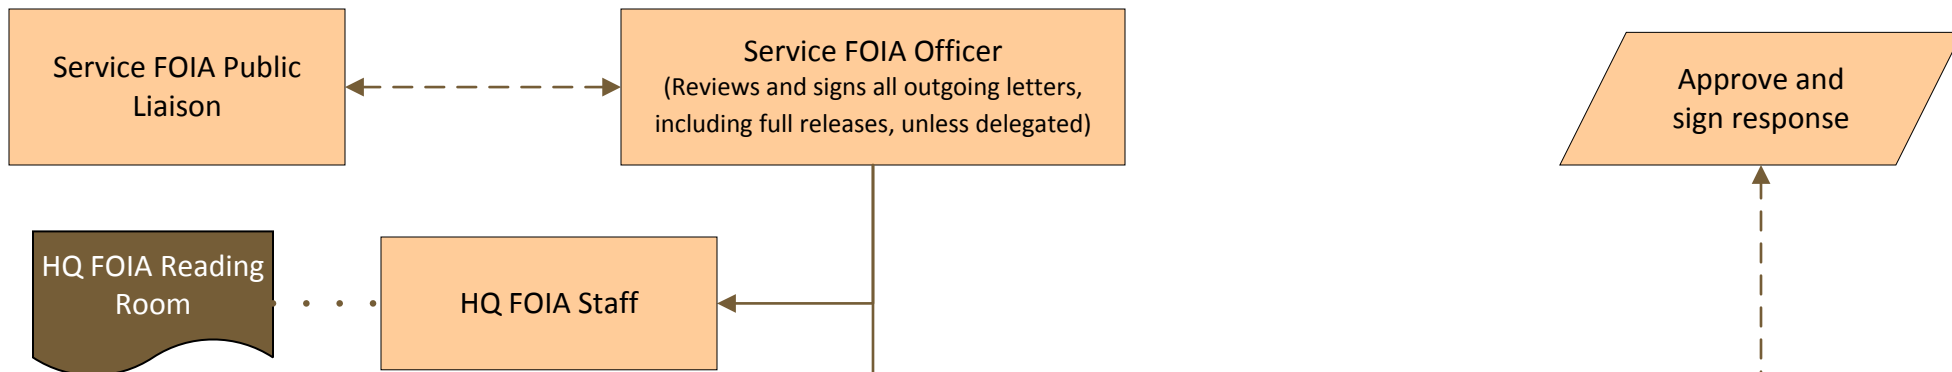 Service FOIA Public
Liaison
Service FOIA Officer
(Reviews and signs all outgoing letters,
including full releases, unless delegated)
Approve and
sign response
HQ FOIA Reading
Room
HQ FOIA Staff